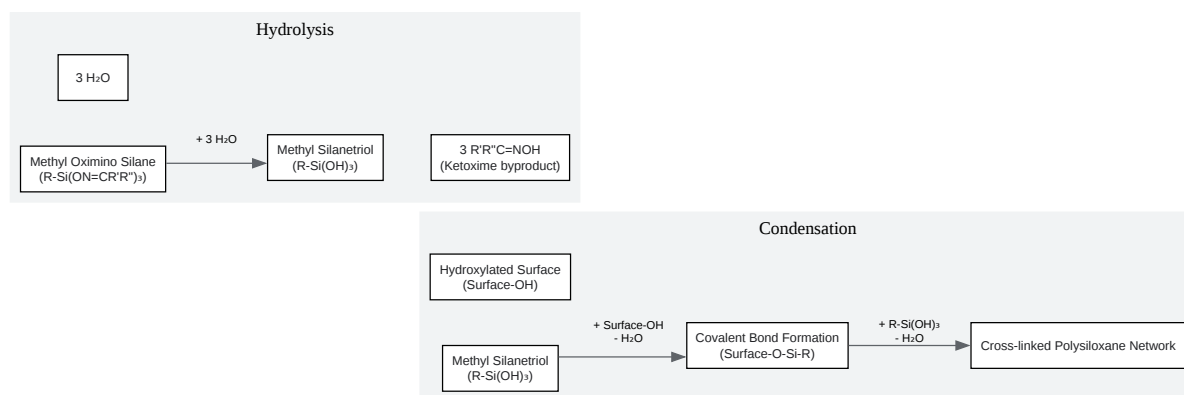 Hydrolysis
3 H₂O
Methyl Oximino Silane
(R-Si(ON=CR'R")₃)
+ 3 H₂O
Methyl Silanetriol
(R-Si(OH)₃)
3 R'R"C=NOH
(Ketoxime byproduct)
Condensation
Hydroxylated Surface
(Surface-OH)
Methyl Silanetriol
(R-Si(OH)₃)
+ Surface-OH
- H₂O
Covalent Bond Formation
(Surface-O-Si-R)
+ R-Si(OH)₃
- H₂O
Cross-linked Polysiloxane Network